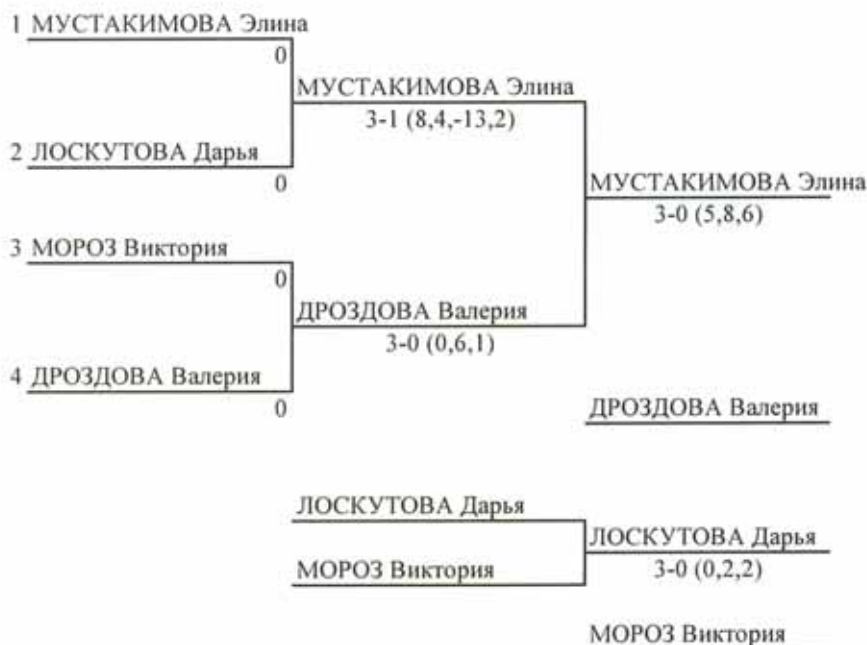 1 МУСТАКИМОВА Элина
0
МУСТАКИМОВА Элина
3-1 (8,4,-13,2)
2 ЛОСКУТОВА Дарья
0
МУСТАКИМОВА Элина
3-0 (5,8,6)
3 МОРОЗ Виктория
0
ДРОЗДОВА Валерия
3-0 (0,6,1)
4 ДРОЗДОВА Валерия
0
ДРОЗДОВА Валерия
ЛОСКУТОВА Дарья
ЛОСКУТОВА Дарья
3-0 (0,2,2)
МОРОЗ Виктория
МОРОЗ Виктория